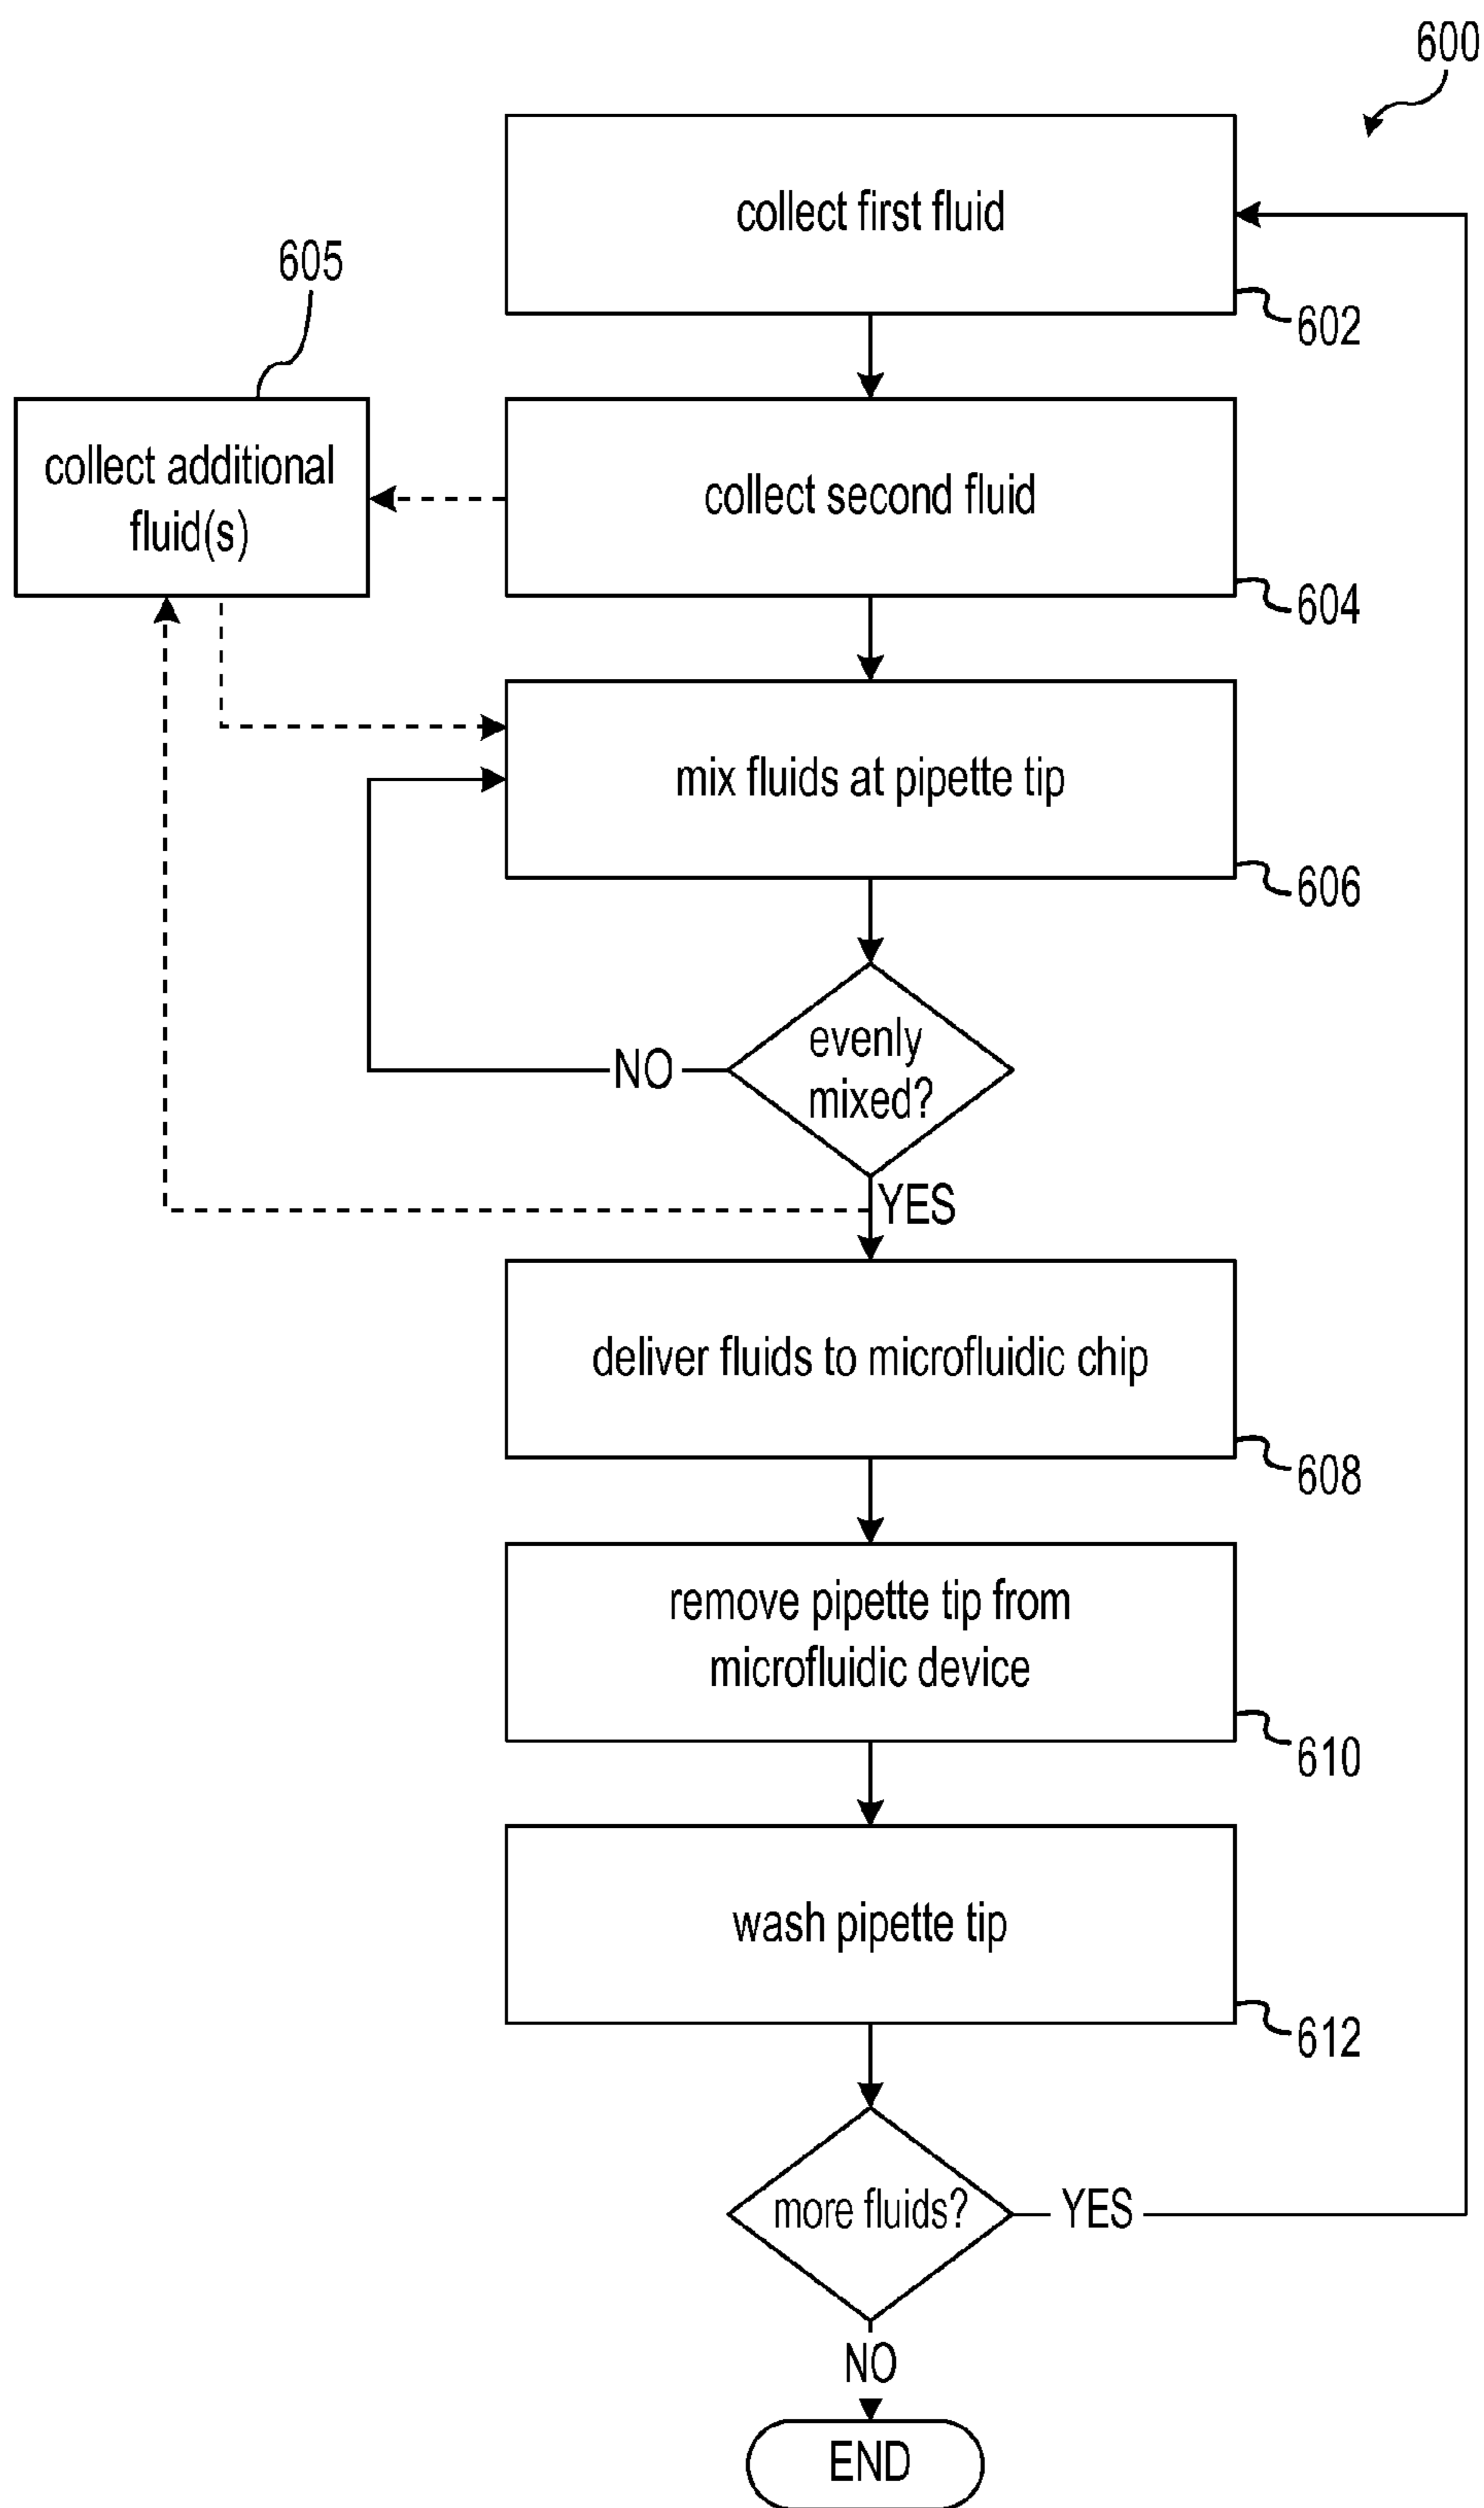 600
collect first fluid
602
605
collect additional
fluid(s)
collect second fluid
604
mix fluids at pipette tip
606
evenly
mixed?
NO
YES
deliver fluids to microfluidic chip
608
remove pipette tip from
microfluidic device
610
wash pipette tip
612
more fluids?
YES
NO
END